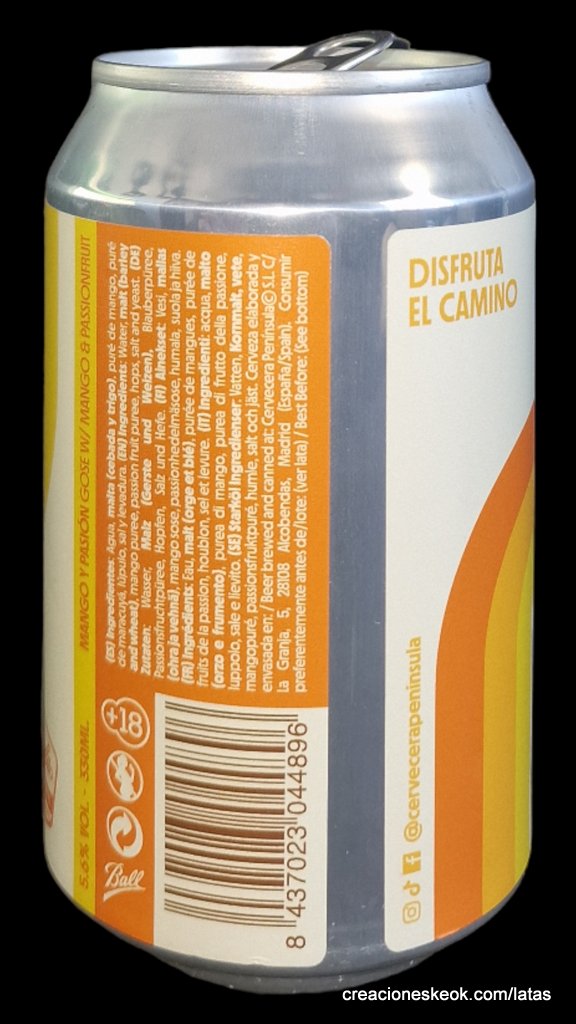 5.6% VOL - 330ML. MANGO Y PASIÓN GOSE W/ MANGO & PASSIONFRUIT
(ES) Ingredientes: Agua, malta (cebada y trigo), puré de mango, puré
de maracuyá, lúpulo, sal y levadura. (EN) Ingredients: Water, malt (barley
and wheat), mango puree, passion fruit puree, hops, salt and yeast. (DE)
Zutaten: Wasser, Malz (Gerste und Weizen),
Passionsfruchtpüree, Hopfen, Salz und Hefe. (FI) Ainekset: Vesi, mallas
(ohra ja vehnä), mango sose, passionhedelmäsose, humala, suola ja hiiva.
(FR) Ingrédients: Eau, malt (orge et blé), purée de mangues, purée de
fruits de la passion, houblon, sel et levure. (IT) Ingredienti: acqua, malto
(orzo e frumento), purea di mango, purea di frutto della passione,
luppolo, sale e lievito. (SE) Starköl Ingredienser: Vatten, Kornmalt, vete,
mangopuré, passionsfruktpuré, humle, salt och jäst. Cerveza elaborada y
envasada en: / Beer brewed and canned at: Cervecera Península© S.L C/
La Granja, 5, 28108 Alcobendas, Madrid (España/Spain). Consumir
preferentemente antes de/lote: (ver lata) / Best Before: (See bottom)
+18
Ball
8 437023 044896
DISFRUTA
EL CAMINO
@cervecerapeninsula
creacioneskeok.com/latas